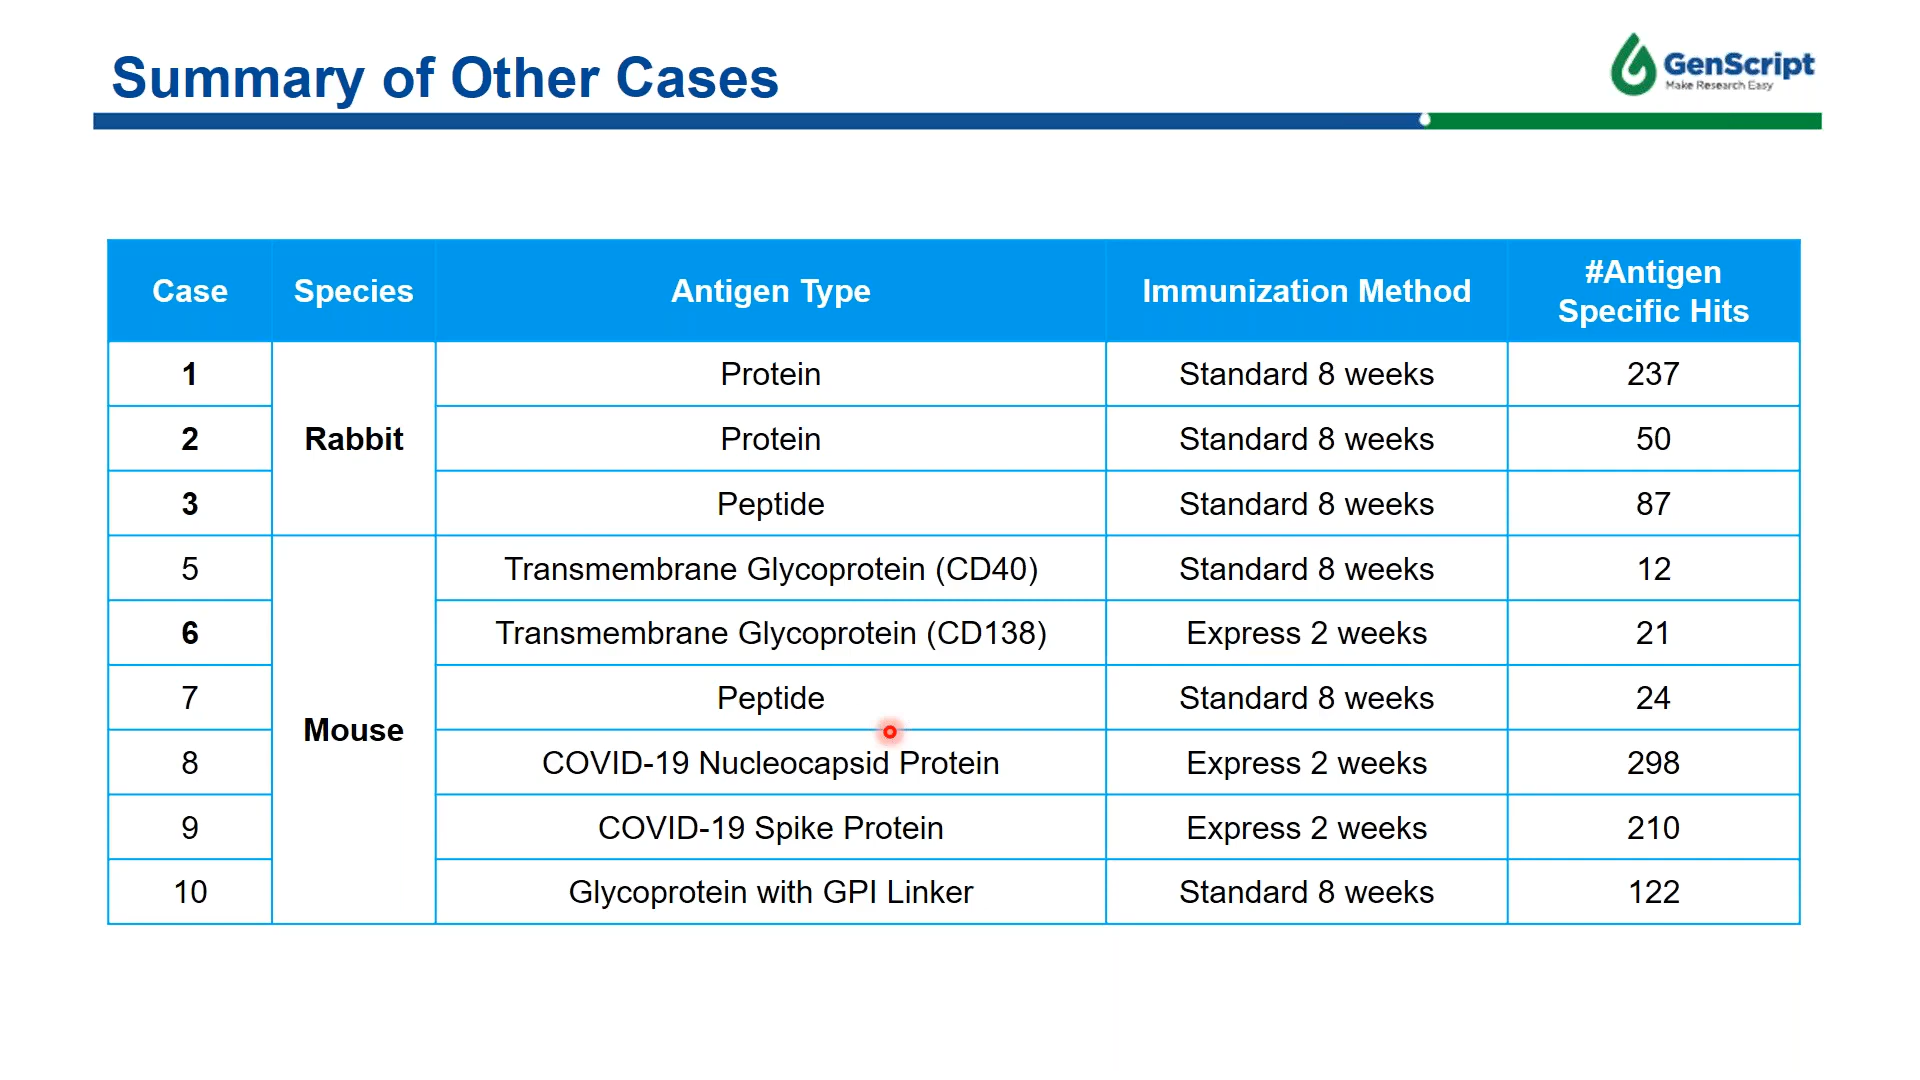 Summary of Other Cases
GenScript
Make Research Easy
Case Species Antigen Type Immunization Method #Antigen Specific Hits
1 Rabbit Protein Standard 8 weeks 237
2 Protein Standard 8 weeks 50
3 Peptide Standard 8 weeks 87
5 Mouse Transmembrane Glycoprotein (CD40) Standard 8 weeks 12
6 Transmembrane Glycoprotein (CD138) Express 2 weeks 21
7 Peptide Standard 8 weeks 24
8 COVID-19 Nucleocapsid Protein Express 2 weeks 298
9 COVID-19 Spike Protein Express 2 weeks 210
10 Glycoprotein with GPI Linker Standard 8 weeks 122